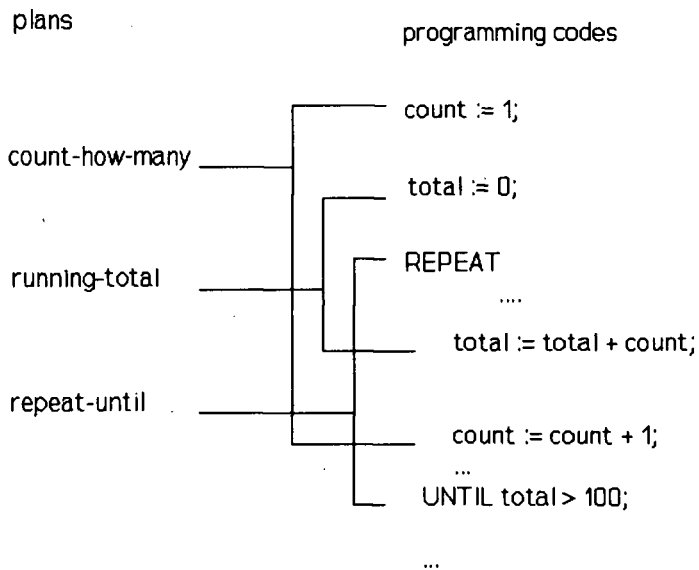 plans
programming codes
count := 1;
count-how-many
total := 0;
REPEAT
running-total
....
total := total + count;
repeat-until
count := count + 1;
...
UNTIL total > 100;
...